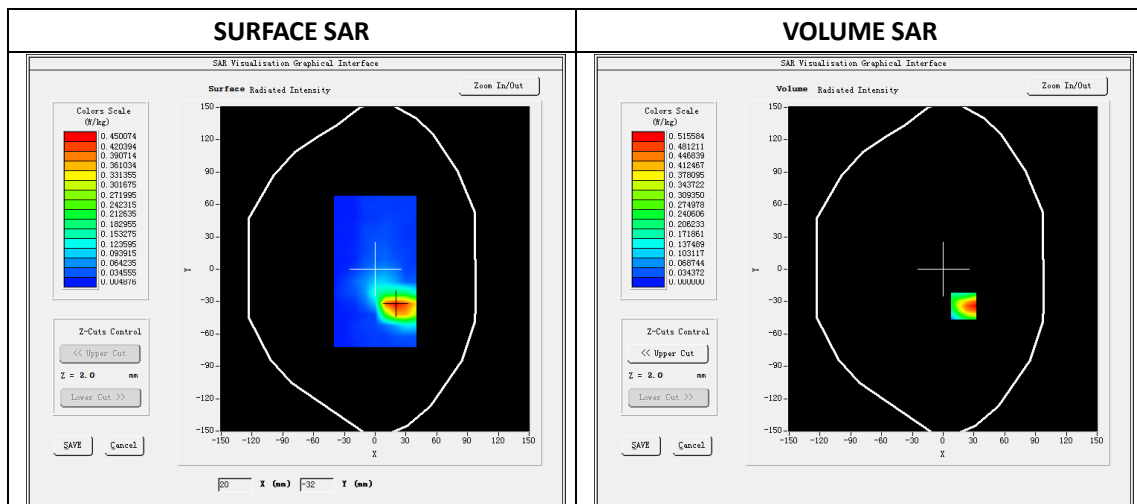 SURFACE SAR
VOLUME SAR
SAR Visualisation Graphical Interface
Surface Radiated Intensity
Zoom In/Out
Colors Scale
(W/kg)
0.450074
0.420394
0.390714
0.361034
0.331355
0.301675
0.271995
0.242315
0.212635
0.182955
0.153275
0.123595
0.093915
0.064235
0.034555
0.004876
150
120
90
60
30
0
-30
-60
-90
-120
-150
Y
-150 -120 -90 -60 -30 0 30 60 90 120 150
X
Z-Cuts Control
<< Upper Cut
Z = 2.0 mm
Lower Cut >>
SAVE Cancel
20 X (mm) -32 Y (mm)
SAR Visualisation Graphical Interface
Volume Radiated Intensity
Zoom In/Out
Colors Scale
(W/kg)
0.515584
0.481211
0.446839
0.412467
0.378095
0.343722
0.309350
0.274978
0.240606
0.206233
0.171861
0.137489
0.103117
0.068744
0.034372
0.000000
150
120
90
60
30
0
-30
-60
-90
-120
-150
Y
-150 -120 -90 -60 -30 0 30 60 90 120 150
X
Z-Cuts Control
<< Upper Cut
Z = 2.0 mm
Lower Cut >>
SAVE Cancel